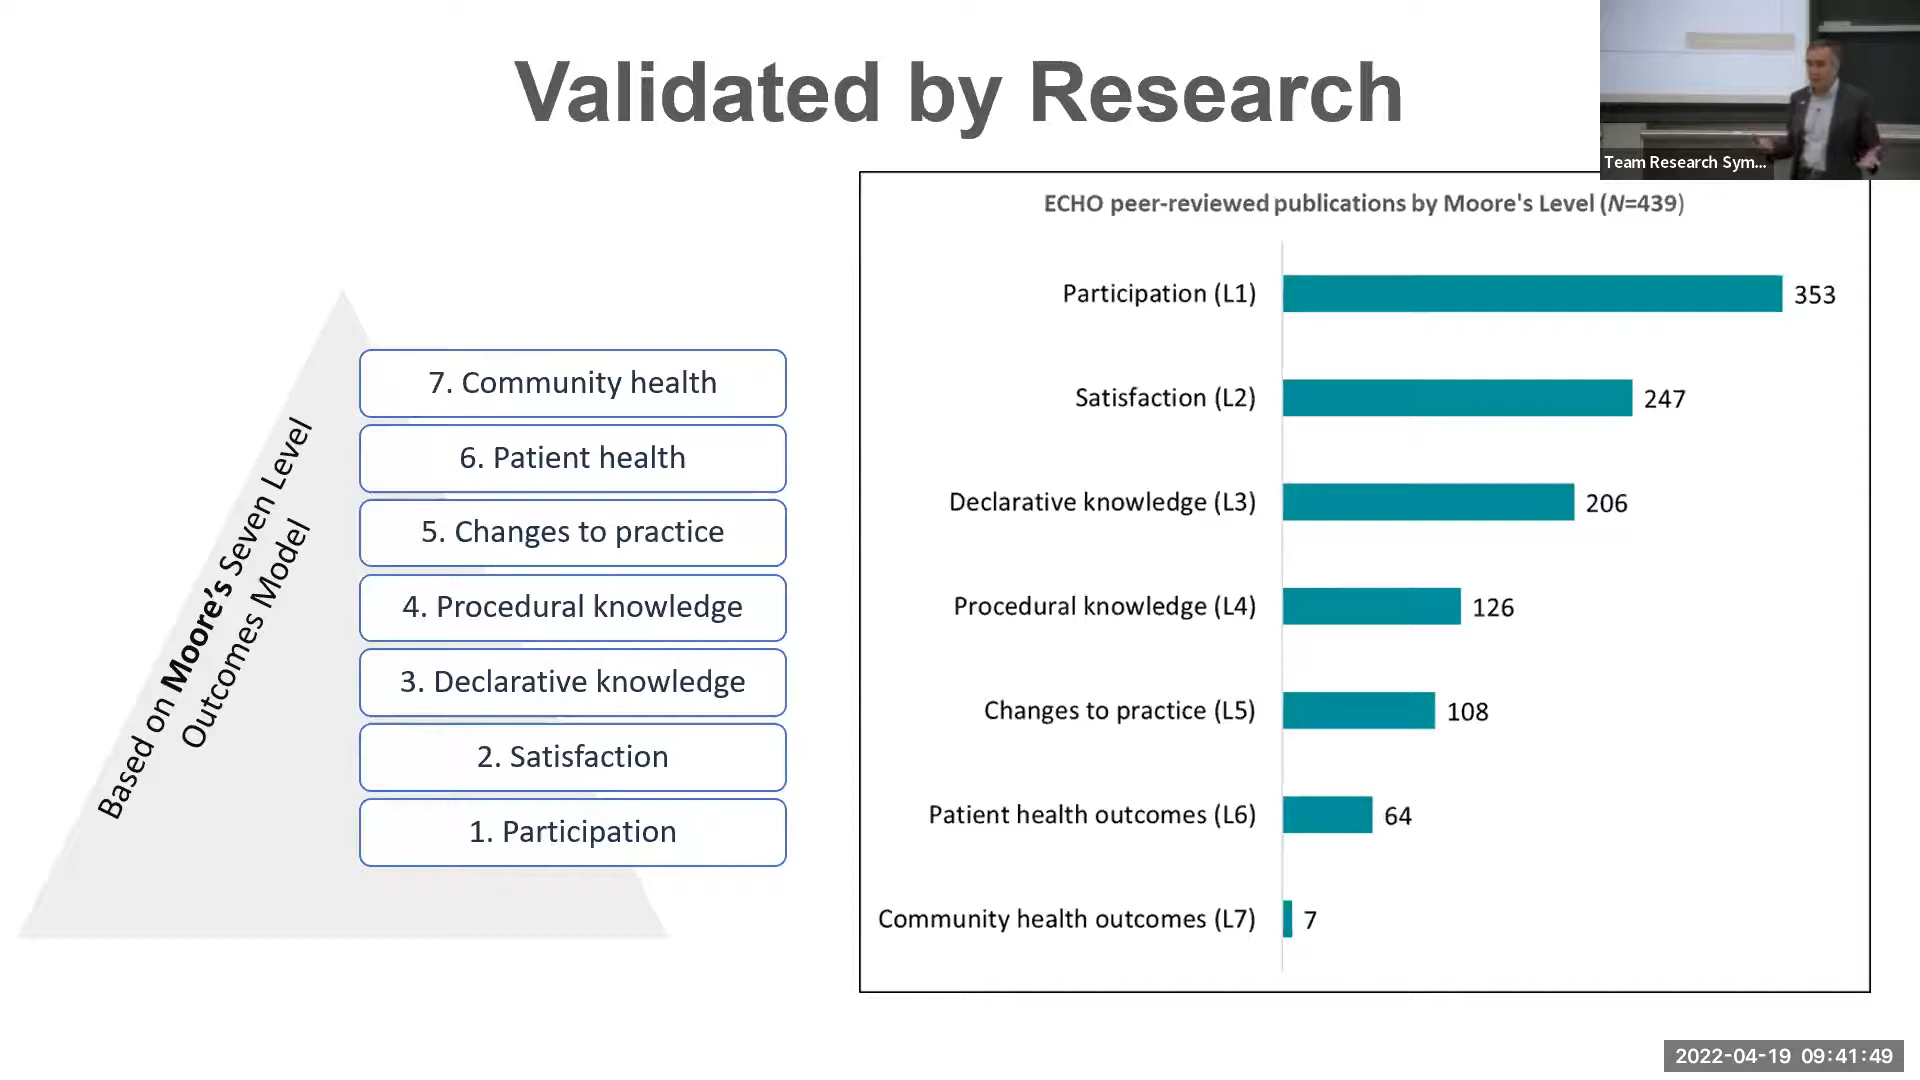 Validated by Research
Team Research Sym...
Based on Moore's Seven Level
Outcomes Model
7. Community health
6. Patient health
5. Changes to practice
4. Procedural knowledge
3. Declarative knowledge
2. Satisfaction
1. Participation
ECHO peer-reviewed publications by Moore's Level (N=439)
Participation (L1) 353
Satisfaction (L2) 247
Declarative knowledge (L3) 206
Procedural knowledge (L4) 126
Changes to practice (L5) 108
Patient health outcomes (L6) 64
Community health outcomes (L7) 7
2022-04-19 09:41:49